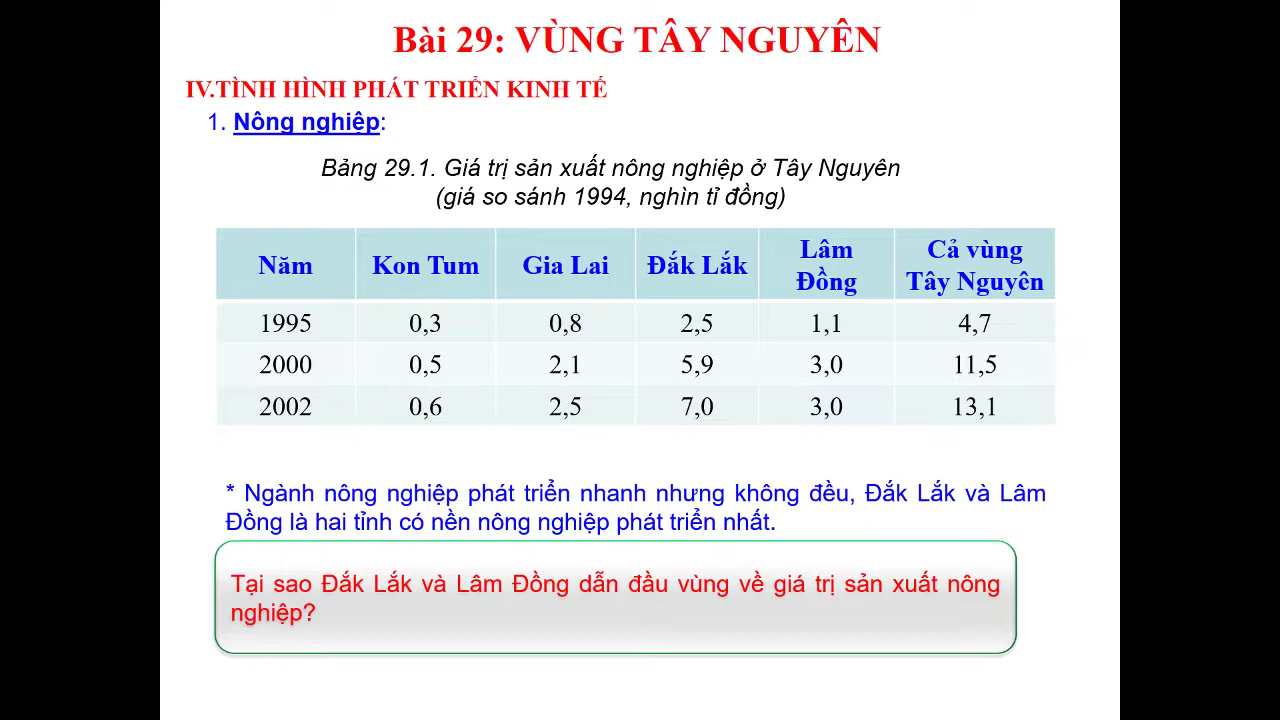 Bài 29: VÙNG TÂY NGUYÊN
IV.TÌNH HÌNH PHÁT TRIỂN KINH TẾ
1. Nông nghiệp:
Bảng 29.1. Giá trị sản xuất nông nghiệp ở Tây Nguyên
(giá so sánh 1994, nghìn tỉ đồng)
Năm Kon Tum Gia Lai Đắk Lắk Lâm Đồng Cả vùng Tây Nguyên
1995 0,3 0,8 2,5 1,1 4,7
2000 0,5 2,1 5,9 3,0 11,5
2002 0,6 2,5 7,0 3,0 13,1
* Ngành nông nghiệp phát triển nhanh nhưng không đều, Đắk Lắk và Lâm
Đồng là hai tỉnh có nền nông nghiệp phát triển nhất.
Tại sao Đắk Lắk và Lâm Đồng dẫn đầu vùng về giá trị sản xuất nông
nghiệp?